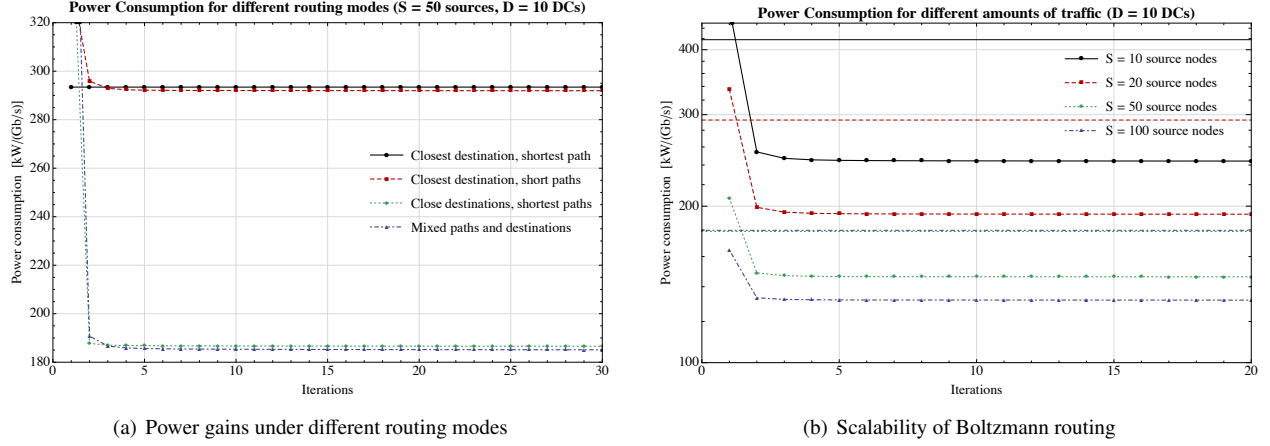 Power Consumption for different routing modes (S = 50 sources, D = 10 DCs)
320
300
280
260
240
220
200
180
Power consumption [kW/(Gb/s)]
Closest destination, shortest path
Closest destination, short paths
Close destinations, shortest paths
Mixed paths and destinations
0 5 10 15 20 25 30
Iterations
(a) Power gains under different routing modes
Power Consumption for different amounts of traffic (D = 10 DCs)
400
300
200
100
Power consumption [kW/(Gb/s)]
S = 10 source nodes
S = 20 source nodes
S = 50 source nodes
S = 100 source nodes
0 5 10 15 20
Iterations
(b) Scalability of Boltzmann routing